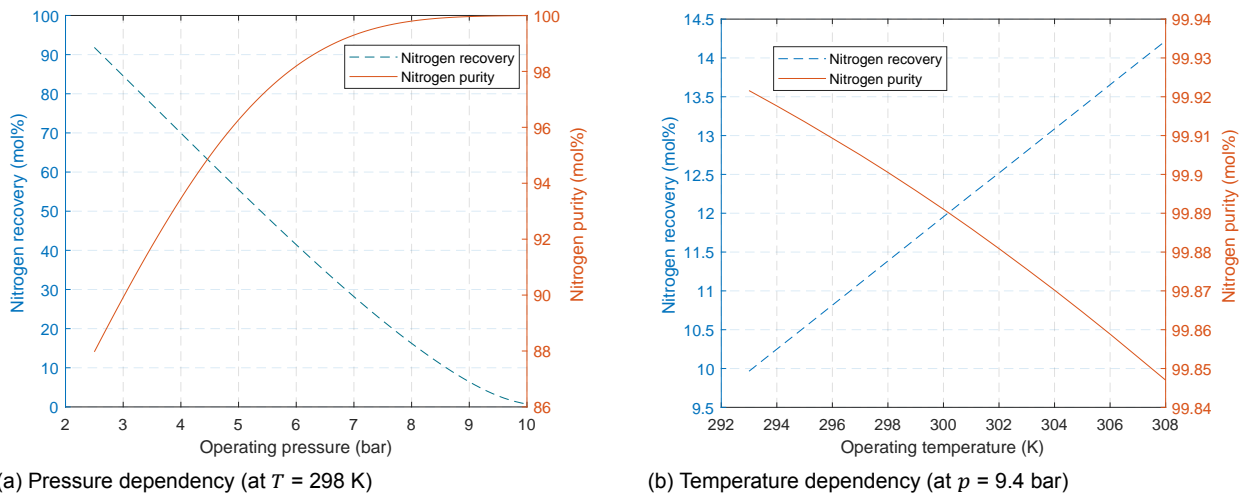 100
90
80
70
60
50
40
30
20
10
0
Nitrogen recovery (mol%)
2 3 4 5 6 7 8 9 10
Operating pressure (bar)
100
98
96
94
92
90
88
86
Nitrogen purity (mol%)
Nitrogen recovery
Nitrogen purity
(a) Pressure dependency (at T = 298 K)
14.5
14
13.5
13
12.5
12
11.5
11
10.5
10
9.5
Nitrogen recovery (mol%)
292 294 296 298 300 302 304 306 308
Operating temperature (K)
99.94
99.93
99.92
99.91
99.9
99.89
99.88
99.87
99.86
99.85
99.84
Nitrogen purity (mol%)
Nitrogen recovery
Nitrogen purity
(b) Temperature dependency (at p = 9.4 bar)